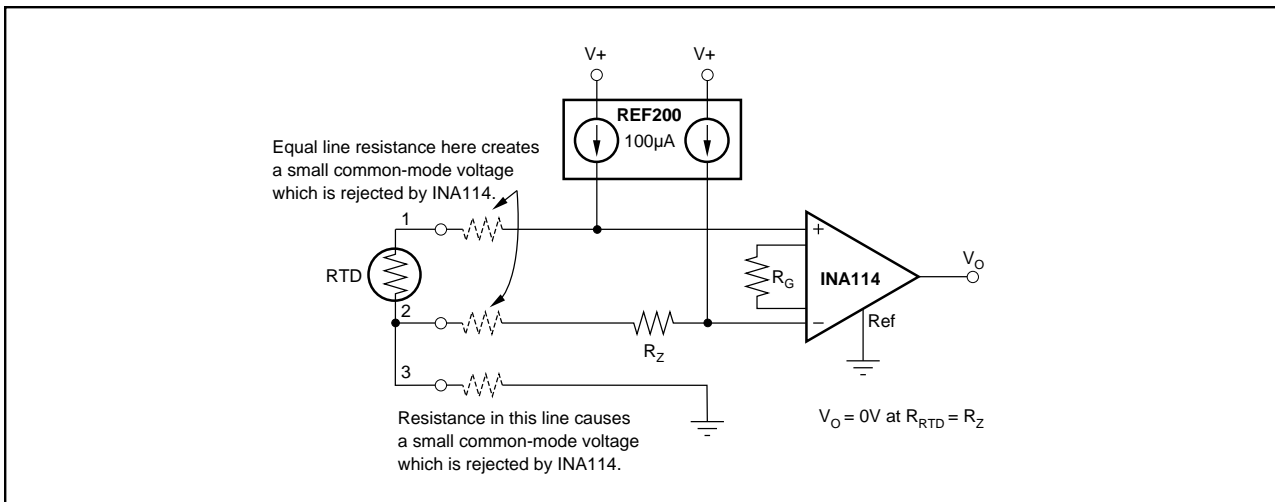 V+
V+
REF200
100µA
Equal line resistance here creates
a small common-mode voltage
which is rejected by INA114.
1
+
RTD
R_G
INA114
V_O
2
−
Ref
R_Z
3
Resistance in this line causes
a small common-mode voltage
which is rejected by INA114.
V_O = 0V at R_RTD = R_Z